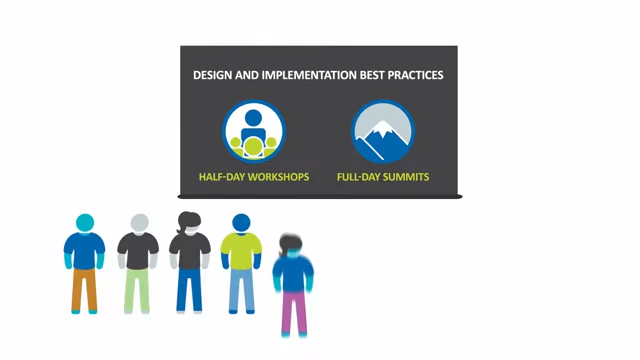 DESIGN AND IMPLEMENTATION BEST PRACTICES
HALF-DAY WORKSHOPS
FULL-DAY SUMMITS